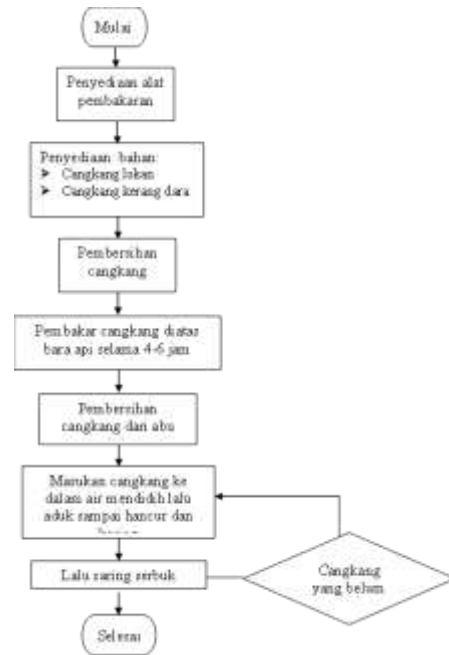 Mulai
Penyediaan alat
pembakaran
Penyediaan bahan:
➤ Cangkang lokan
➤ Cangkang kerang dara
Pembersihan
cangkang
Pembakar cangkang diatas
bara api selama 4-6 jam
Pembersihan
cangkang dari abu
Masukan cangkang ke
dalam air mendidih lalu
aduk sampai hancur dan
Lalu saring serbuk
Cangkang
yang belum
Selesai